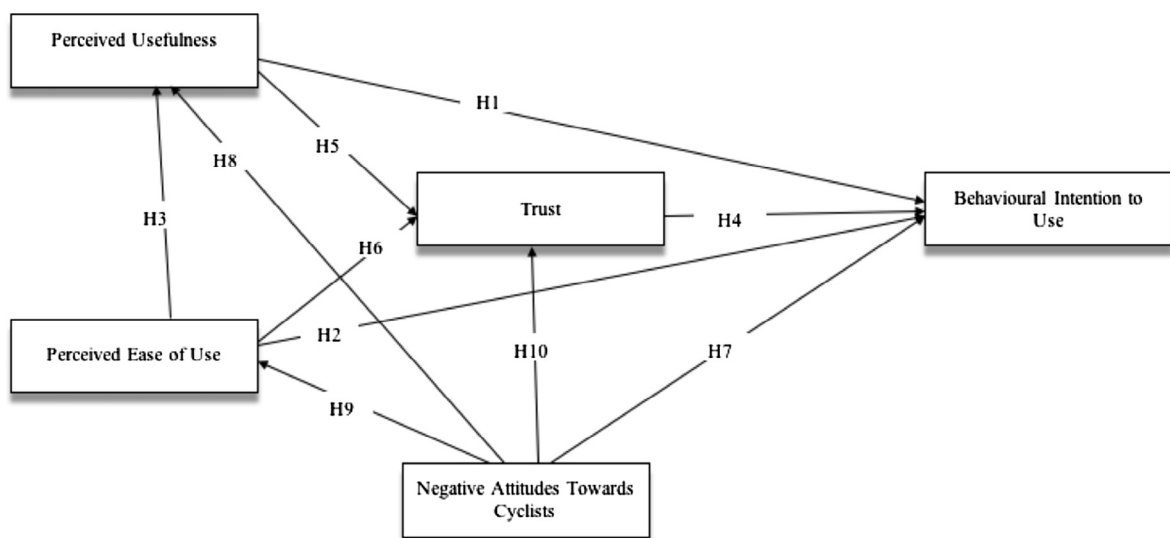 Perceived Usefulness
H1
H5
H8
Trust
Behavioural Intention to
Use
H3
H4
H6
H2
Perceived Ease of Use
H10
H7
H9
Negative Attitudes Towards
Cyclists